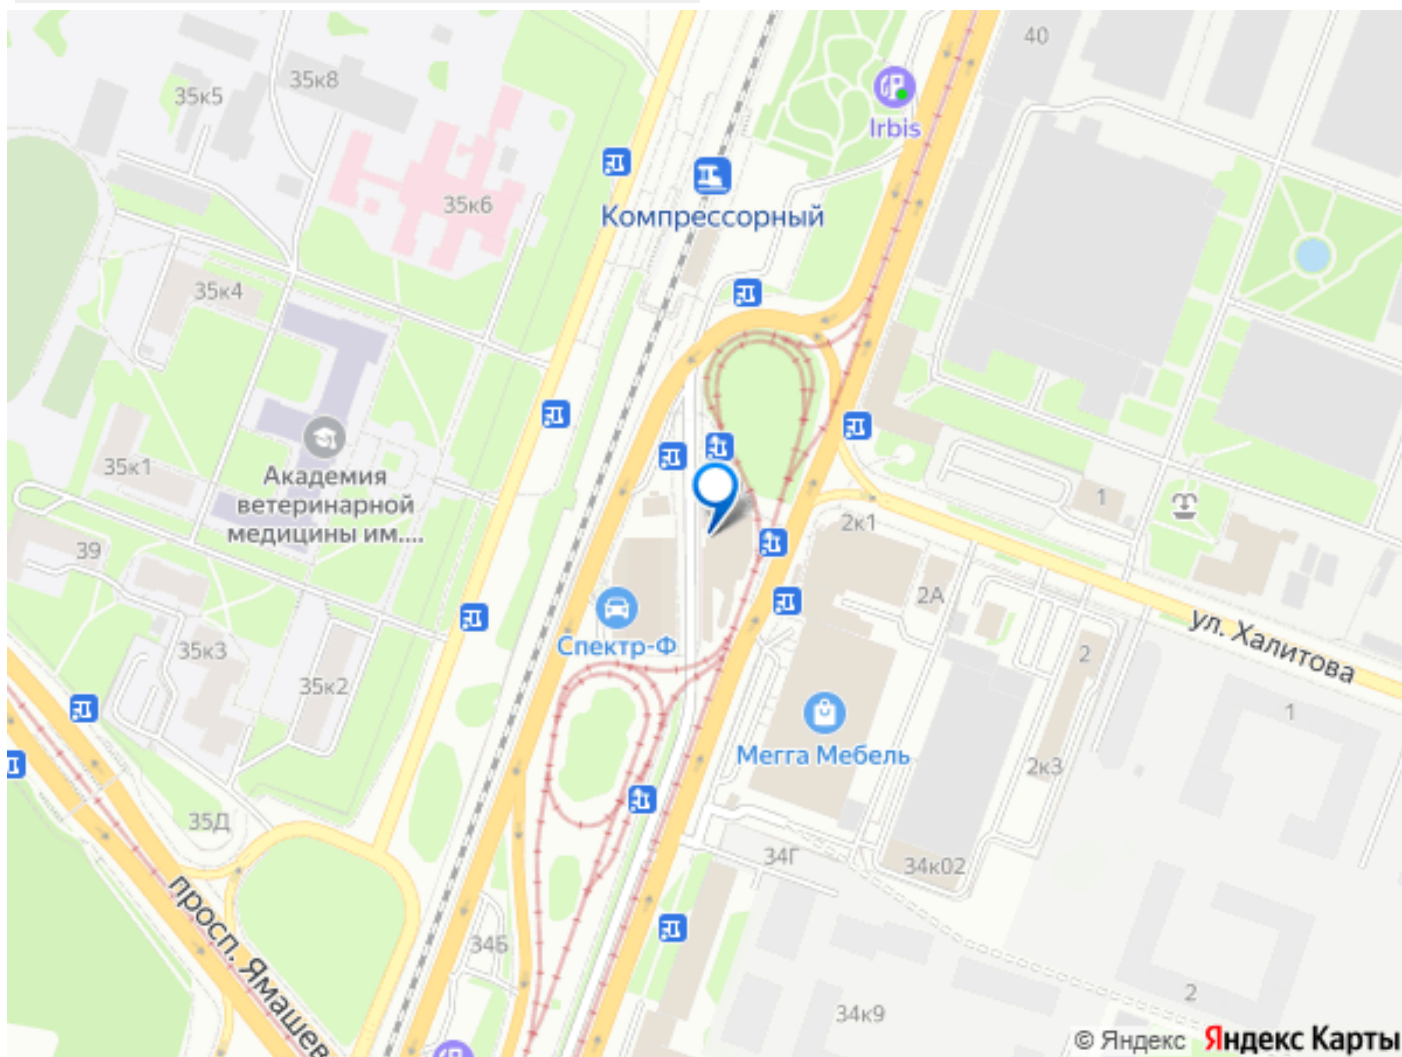 40
35к8
35к5
Irbis
35к6
Компрессорный
35к4
35к1
Академия
ветеринарной
медицины им....
1
2к1
39
2А
ул. Халитова
Спектр-Ф
35к3
2
35к2
1
Мегга Мебель
2к3
35Д
34Г
34к02
просп. Ямашев
34Б
2
34к9
© Яндекс Яндекс Карты